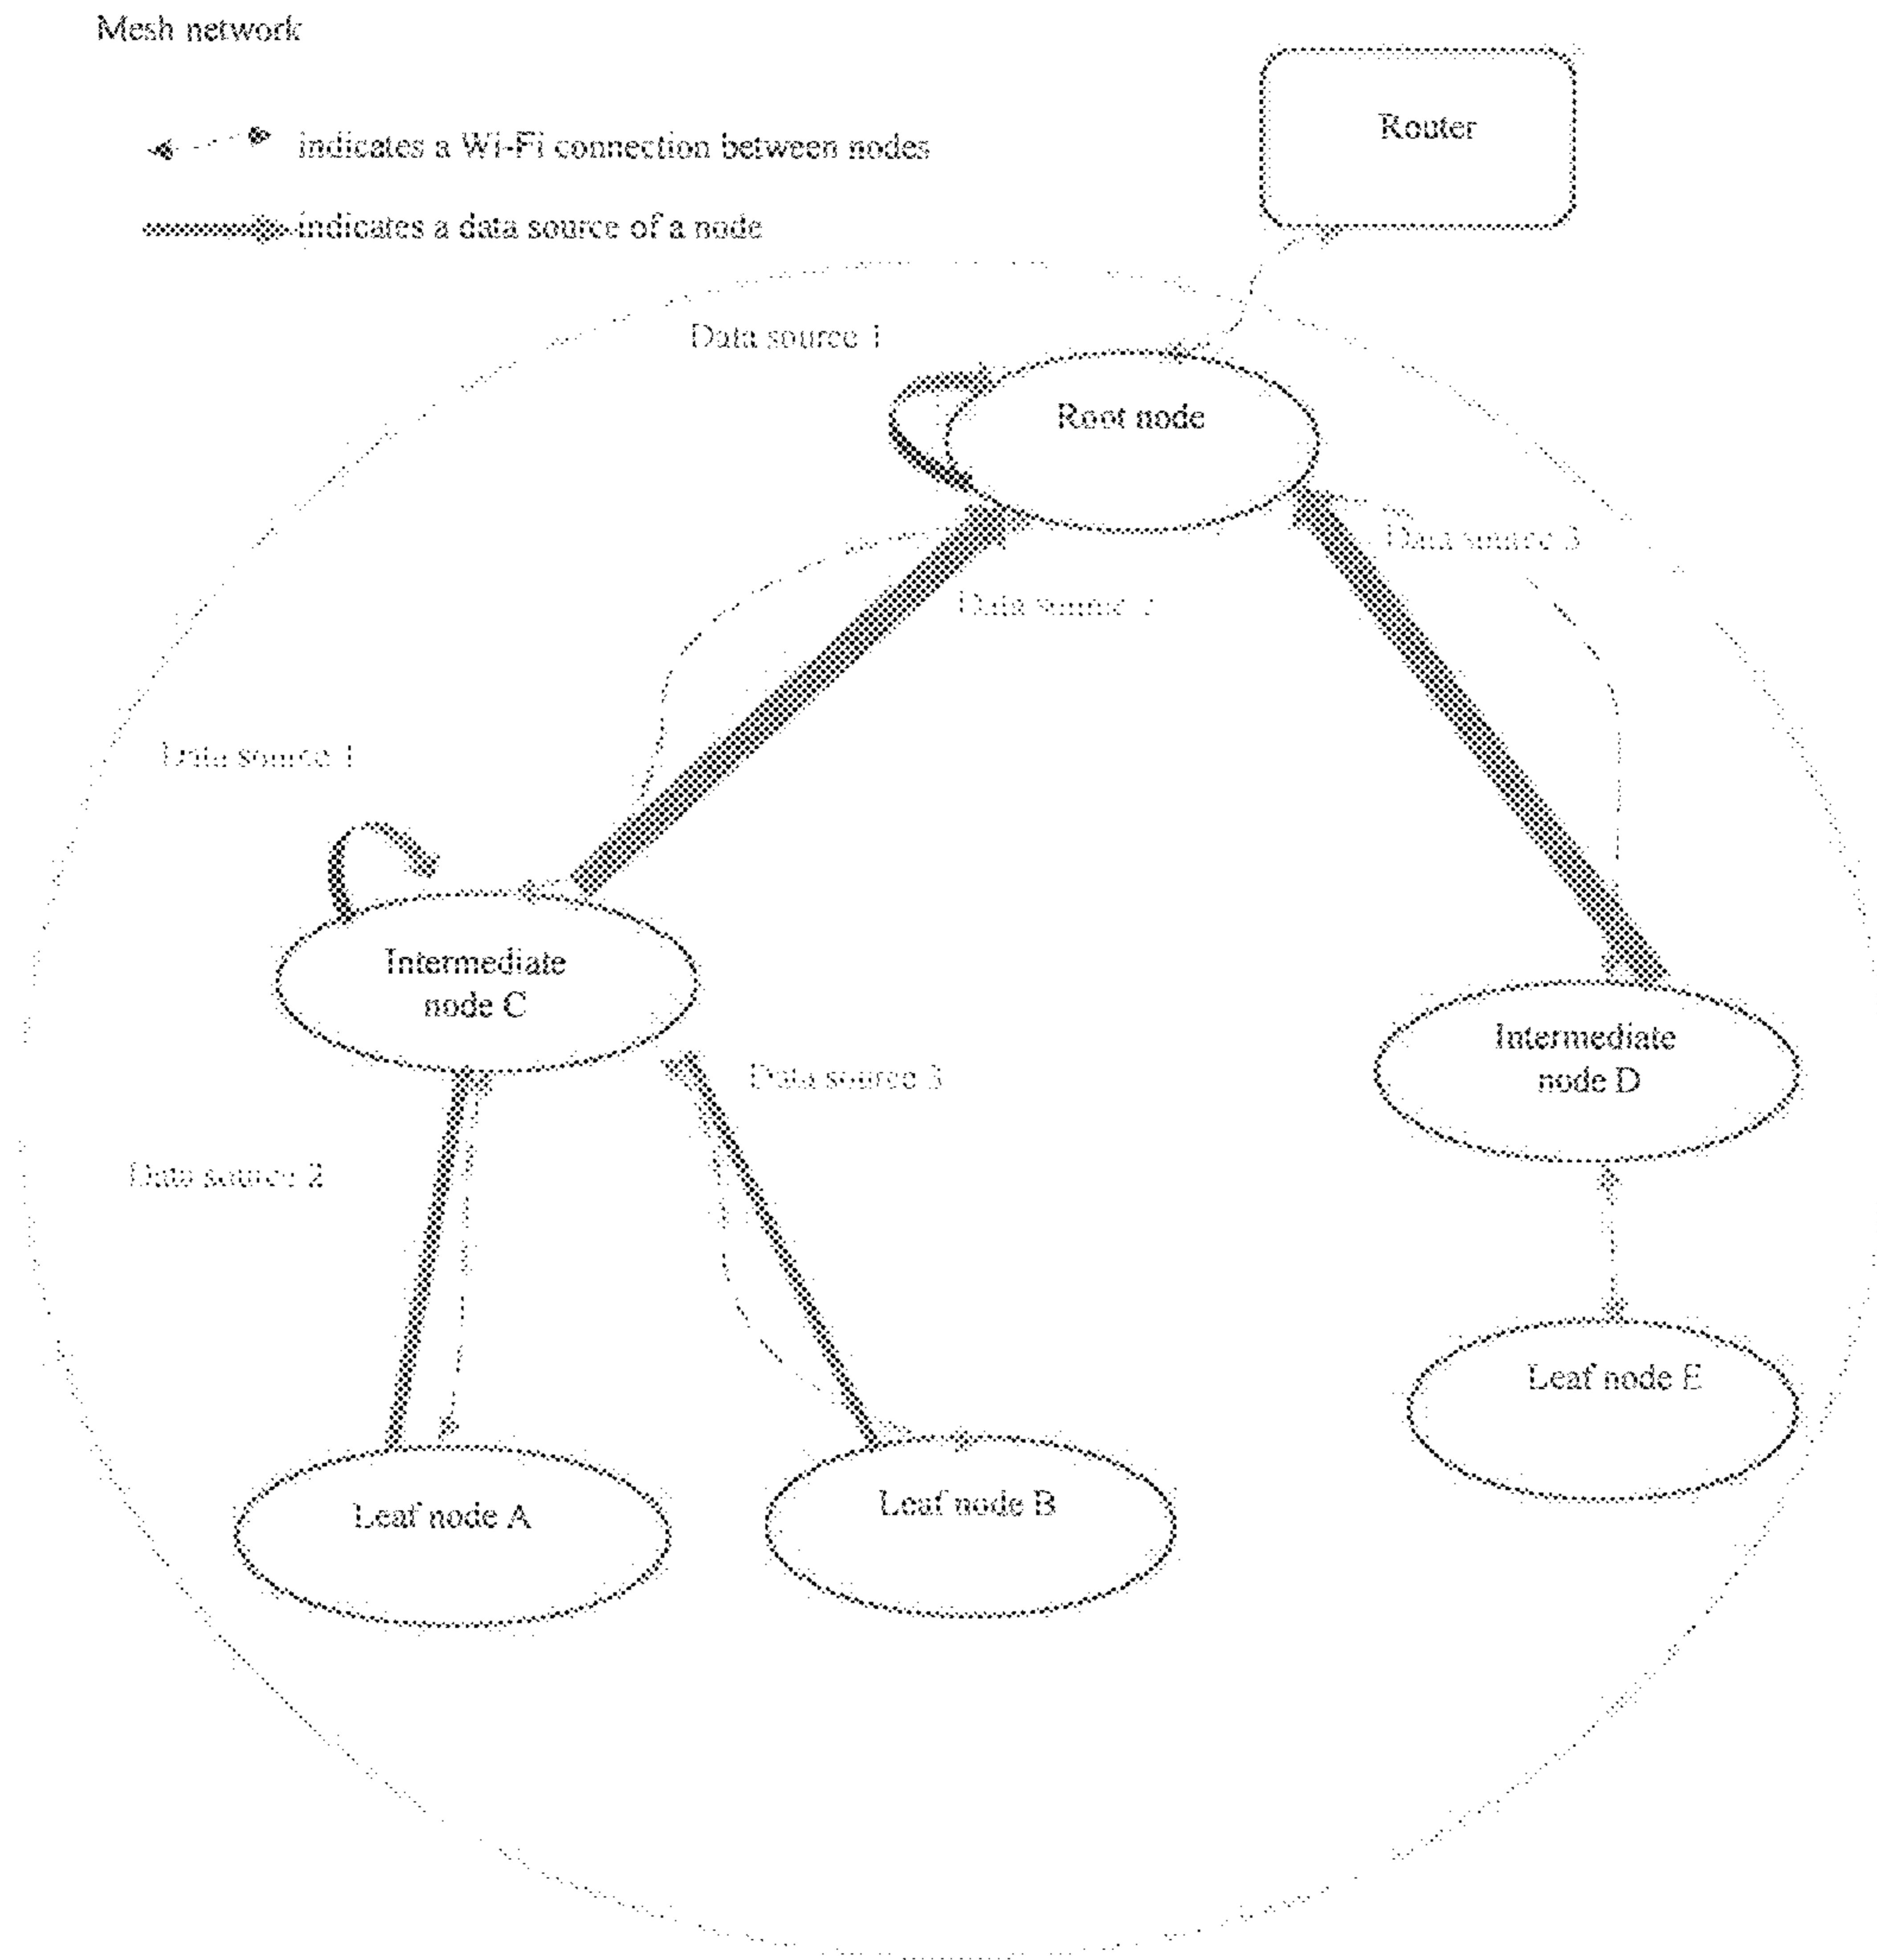 Mesh network
Router
indicates a Wi-Fi connection between nodes
indicates a data source of a node
Data source 1
Root node
Data source 3
Data source 2
Data source 1
Intermediate
node C
Intermediate
node D
Data source 3
Data source 2
Leaf node E
Leaf node A
Leaf node B